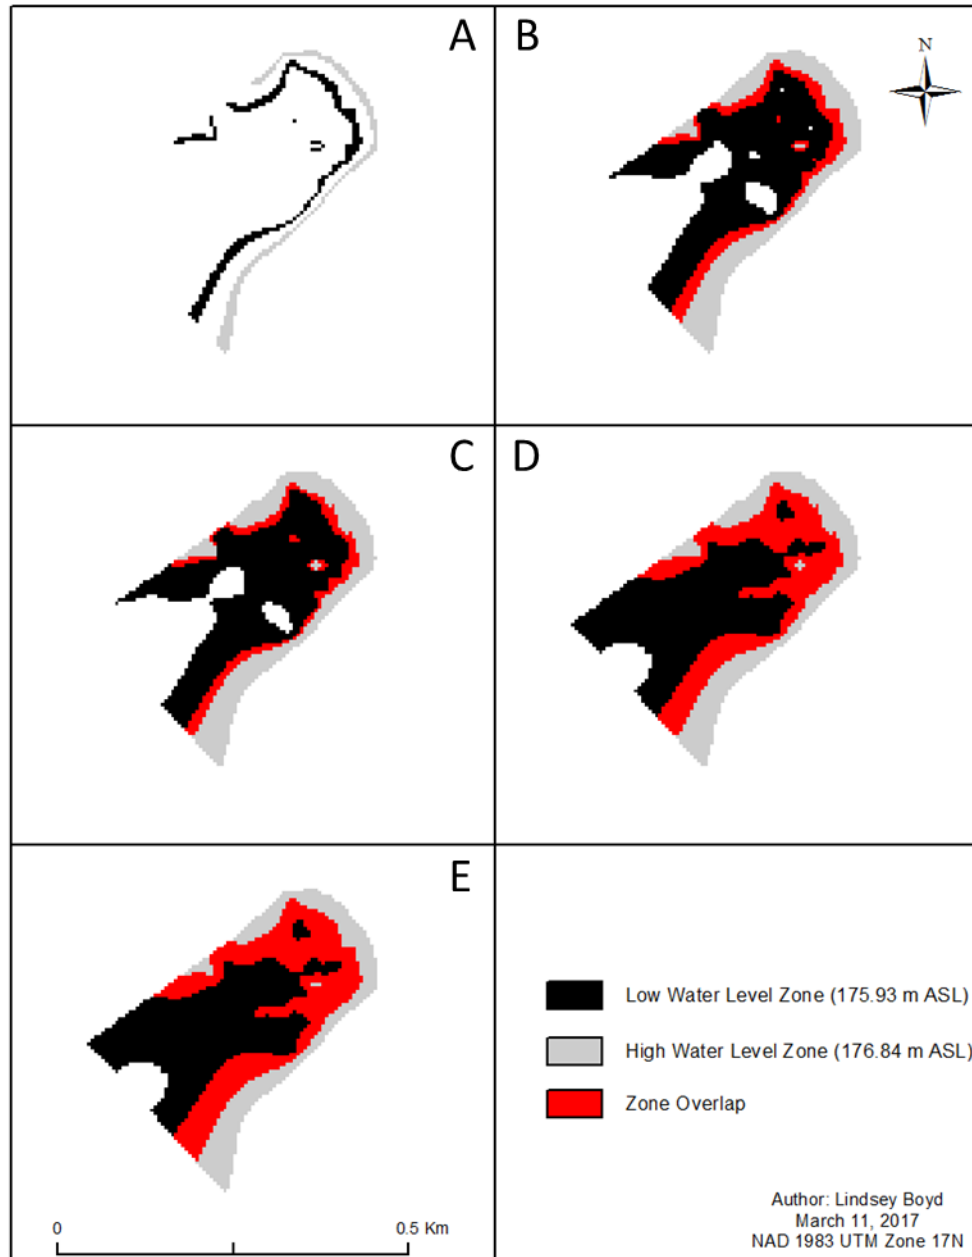 A
B
N
C
D
E
Low Water Level Zone (175.93 m ASL)
High Water Level Zone (176.84 m ASL)
Zone Overlap
0 0.5 Km
Author: Lindsey Boyd
March 11, 2017
NAD 1983 UTM Zone 17N